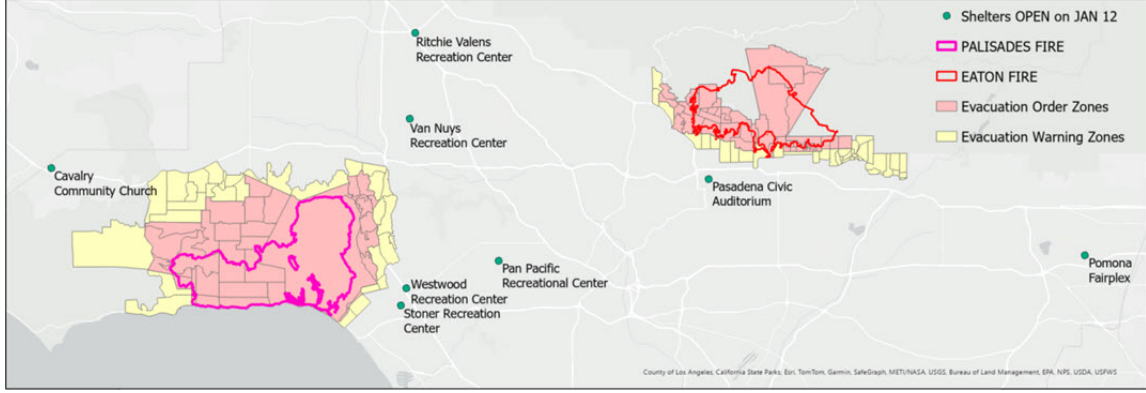 Shelters OPEN on JAN 12
PALISADES FIRE
EATON FIRE
Evacuation Order Zones
Evacuation Warning Zones
Ritchie Valens
Recreation Center
Van Nuys
Recreation Center
Cavalry
Community Church
Pasadena Civic
Auditorium
Pan Pacific
Recreational Center
Westwood
Recreation Center
Stoner Recreation
Center
Pomona
Fairplex
County of Los Angeles, California State Parks, Esri, TomTom, Garmin, SafeGraph, METI/NASA, USGS, Bureau of Land Management, EPA, NPS, USDA, USFWS